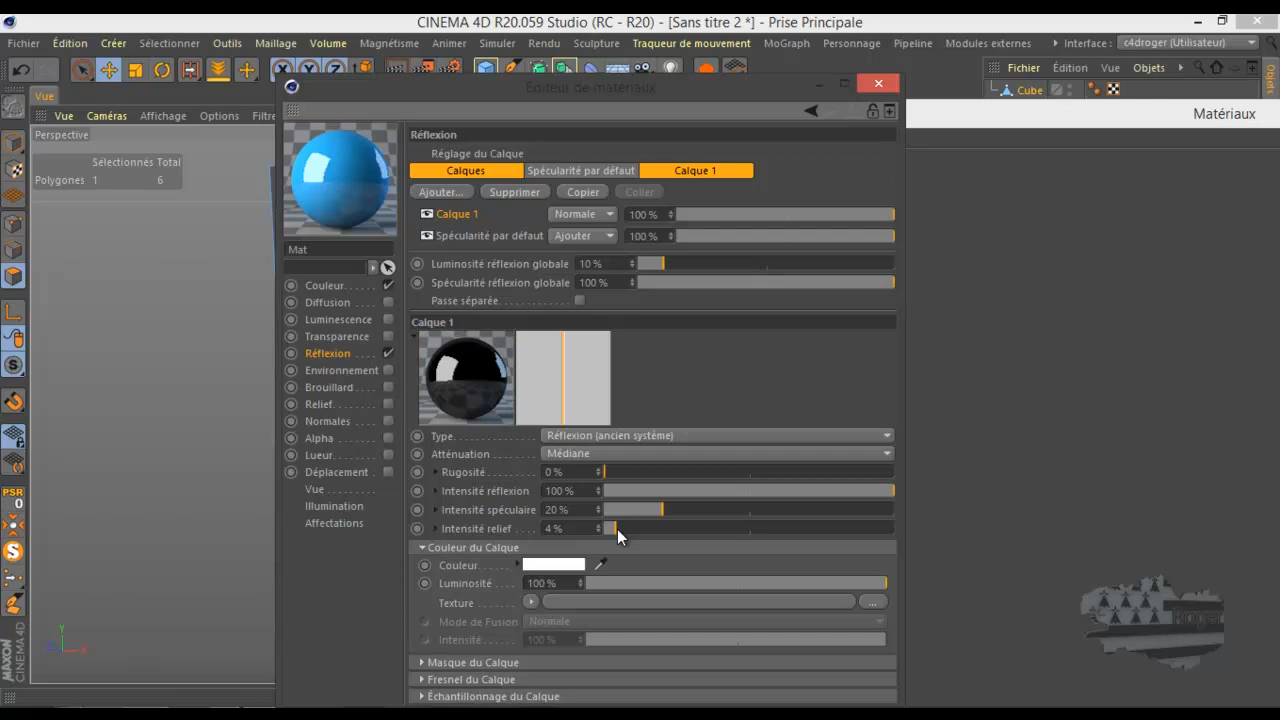 CINEMA 4D R20.059 Studio (RC - R20) - [Sans titre 2 *] - Prise Principale
Fichier Édition Créer Sélectionner Outils Maillage Volume Magnétisme Animer Simuler Rendu Sculpture Traqueur de mouvement MoGraph Personnage Pipeline Modules externes Interface : c4droger (Utilisateur)
X Y Z Fichier Édition Vue Objets
Éditeur de matériaux
Cube
Objets
Vue
Vue Caméras Affichage Options Filtre
Matériaux
Perspective
Réflexion
Sélectionnés Total
Réglage du Calque
Polygones 1 6
Calques Spécularité par défaut Calque 1
Ajouter... Supprimer Copier Coller
Calque 1 Normale 100 %
Spécularité par défaut Ajouter 100 %
Mat
Luminosité réflexion globale 10 %
Spécularité réflexion globale 100 %
Passe séparée
Couleur
Diffusion
Luminescence
Transparence
Réflexion
Environnement
Brouillard
Relief
Normales
Alpha
Lueur
Déplacement
Vue
Illumination
Affectations
Calque 1
Type Réflexion (ancien système)
Atténuation Médiane
Rugosité 0 %
Intensité réflexion 100 %
Intensité spéculaire 20 %
Intensité relief 4 %
Couleur du Calque
Couleur
Luminosité 100 %
Texture ...
Mode de Fusion Normale
Intensité 100 %
Masque du Calque
Fresnel du Calque
Échantillonnage du Calque
PSR
0
S
S
Y
X
MAXON
CINEMA 4D